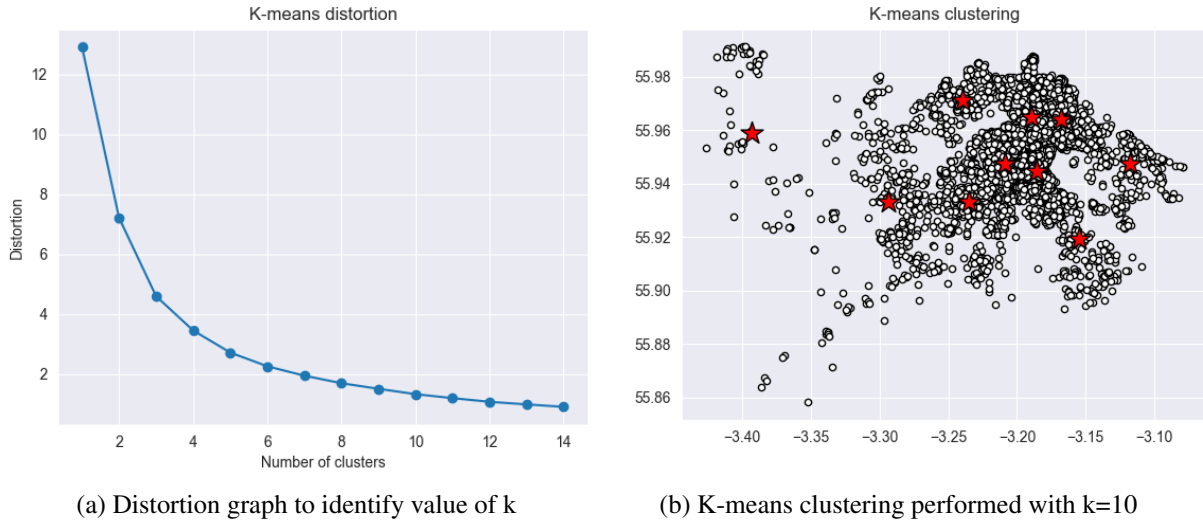 K-means distortion
12
10
8
6
4
2
Distortion
2 4 6 8 10 12 14
Number of clusters
(a) Distortion graph to identify value of k
K-means clustering
55.98
55.96
55.94
55.92
55.90
55.88
55.86
−3.40 −3.35 −3.30 −3.25 −3.20 −3.15 −3.10
(b) K-means clustering performed with k=10